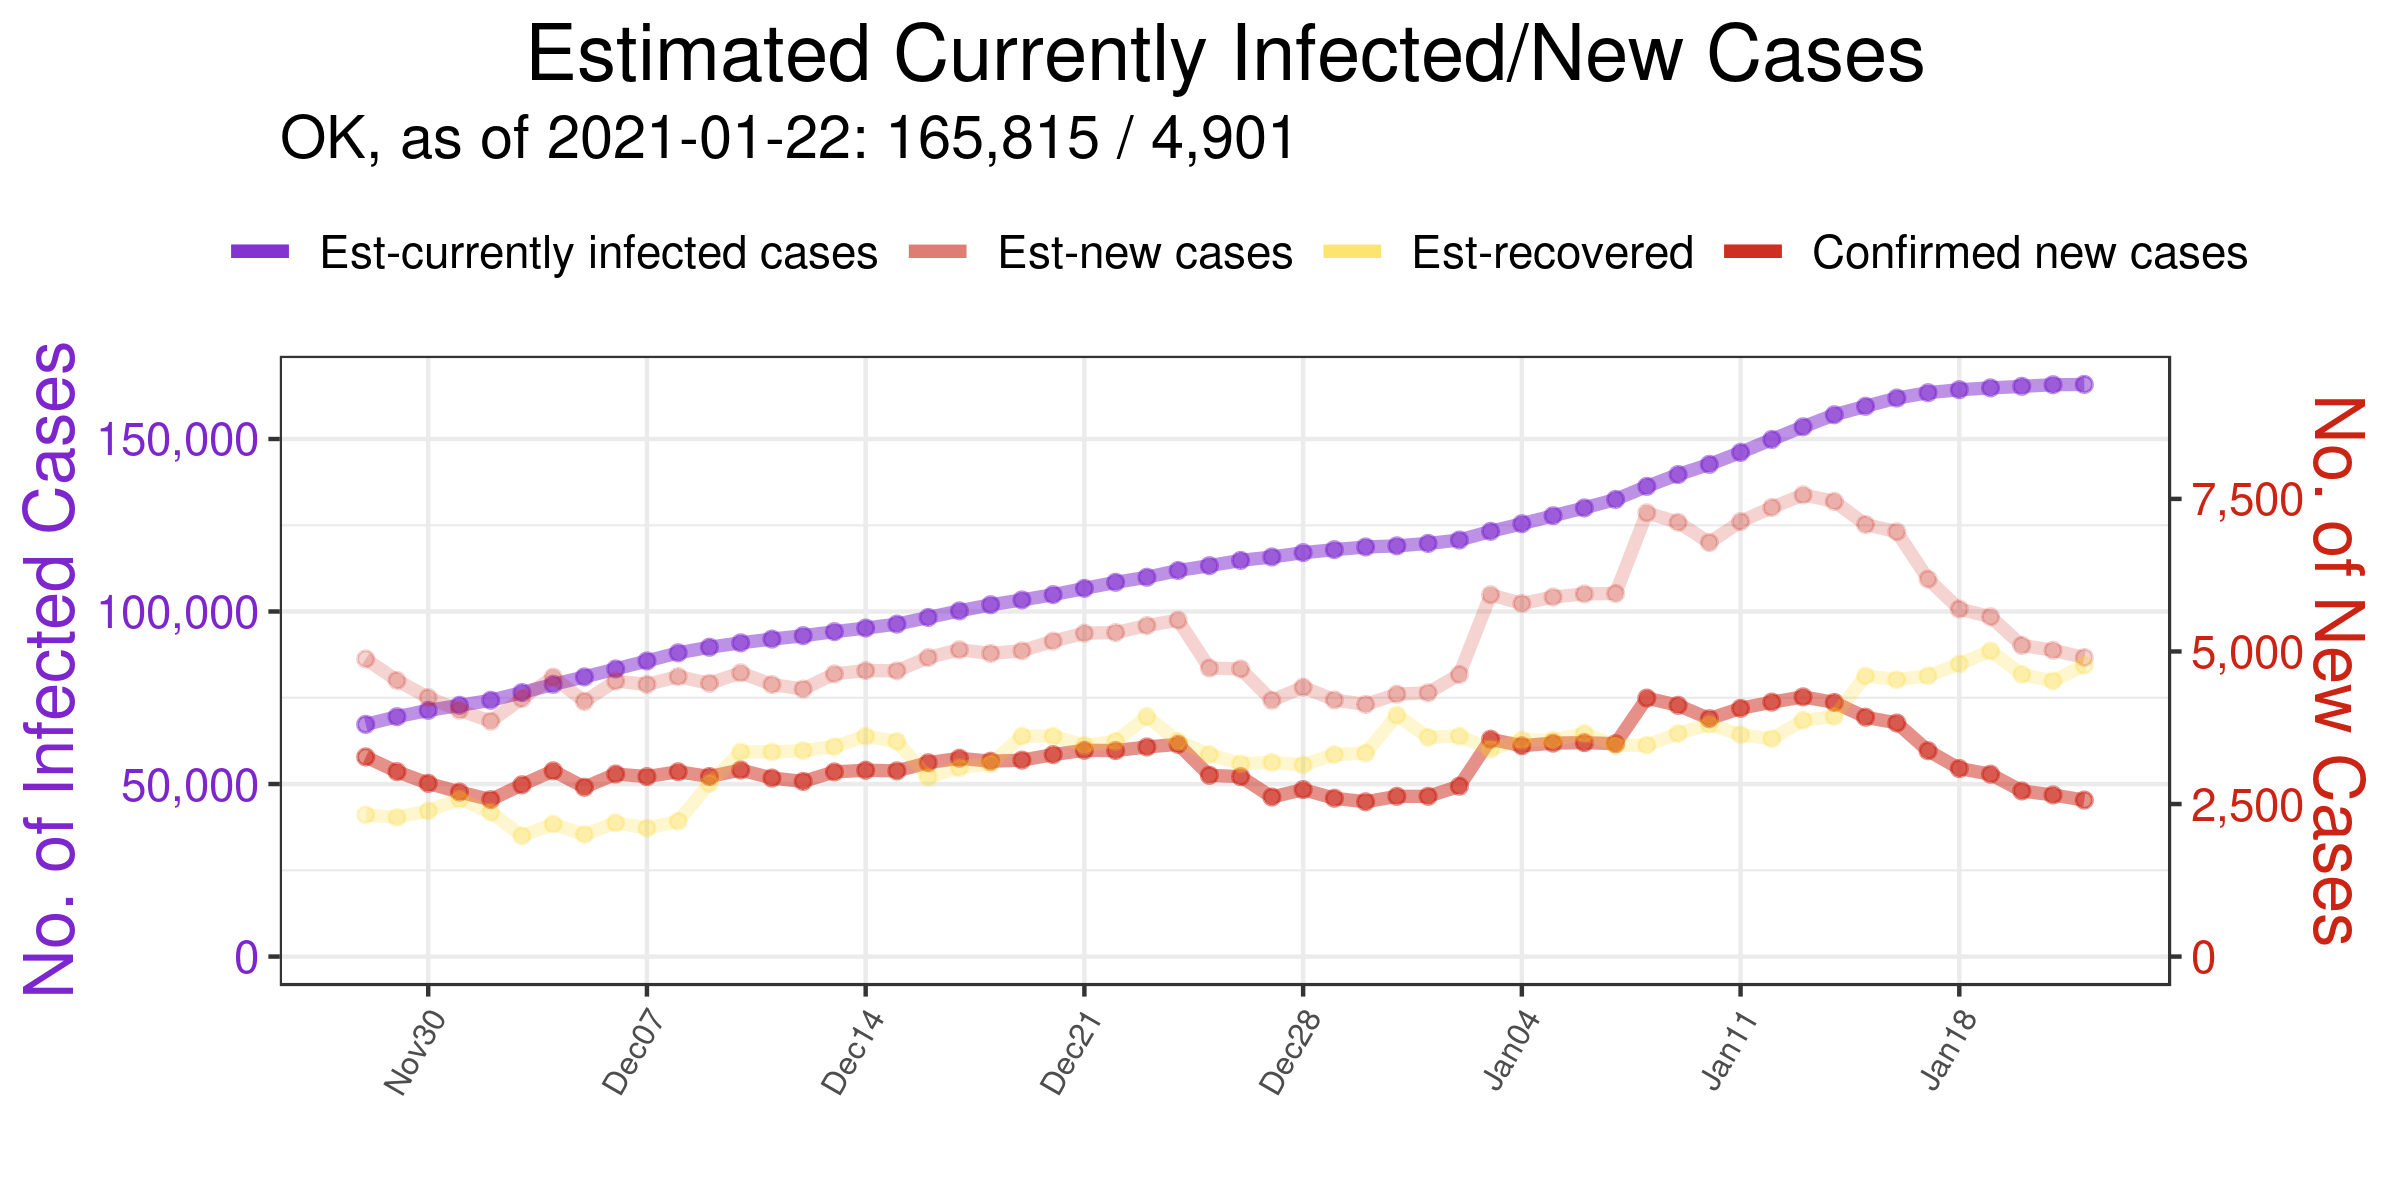 Estimated Currently Infected/New Cases
OK, as of 2021-01-22: 165,815 / 4,901
Est-currently infected cases Est-new cases Est-recovered Confirmed new cases
No. of Infected Cases
150,000
100,000
50,000
0
7,500
5,000
2,500
0
No. of New Cases
Nov30 Dec07 Dec14 Dec21 Dec28 Jan04 Jan11 Jan18